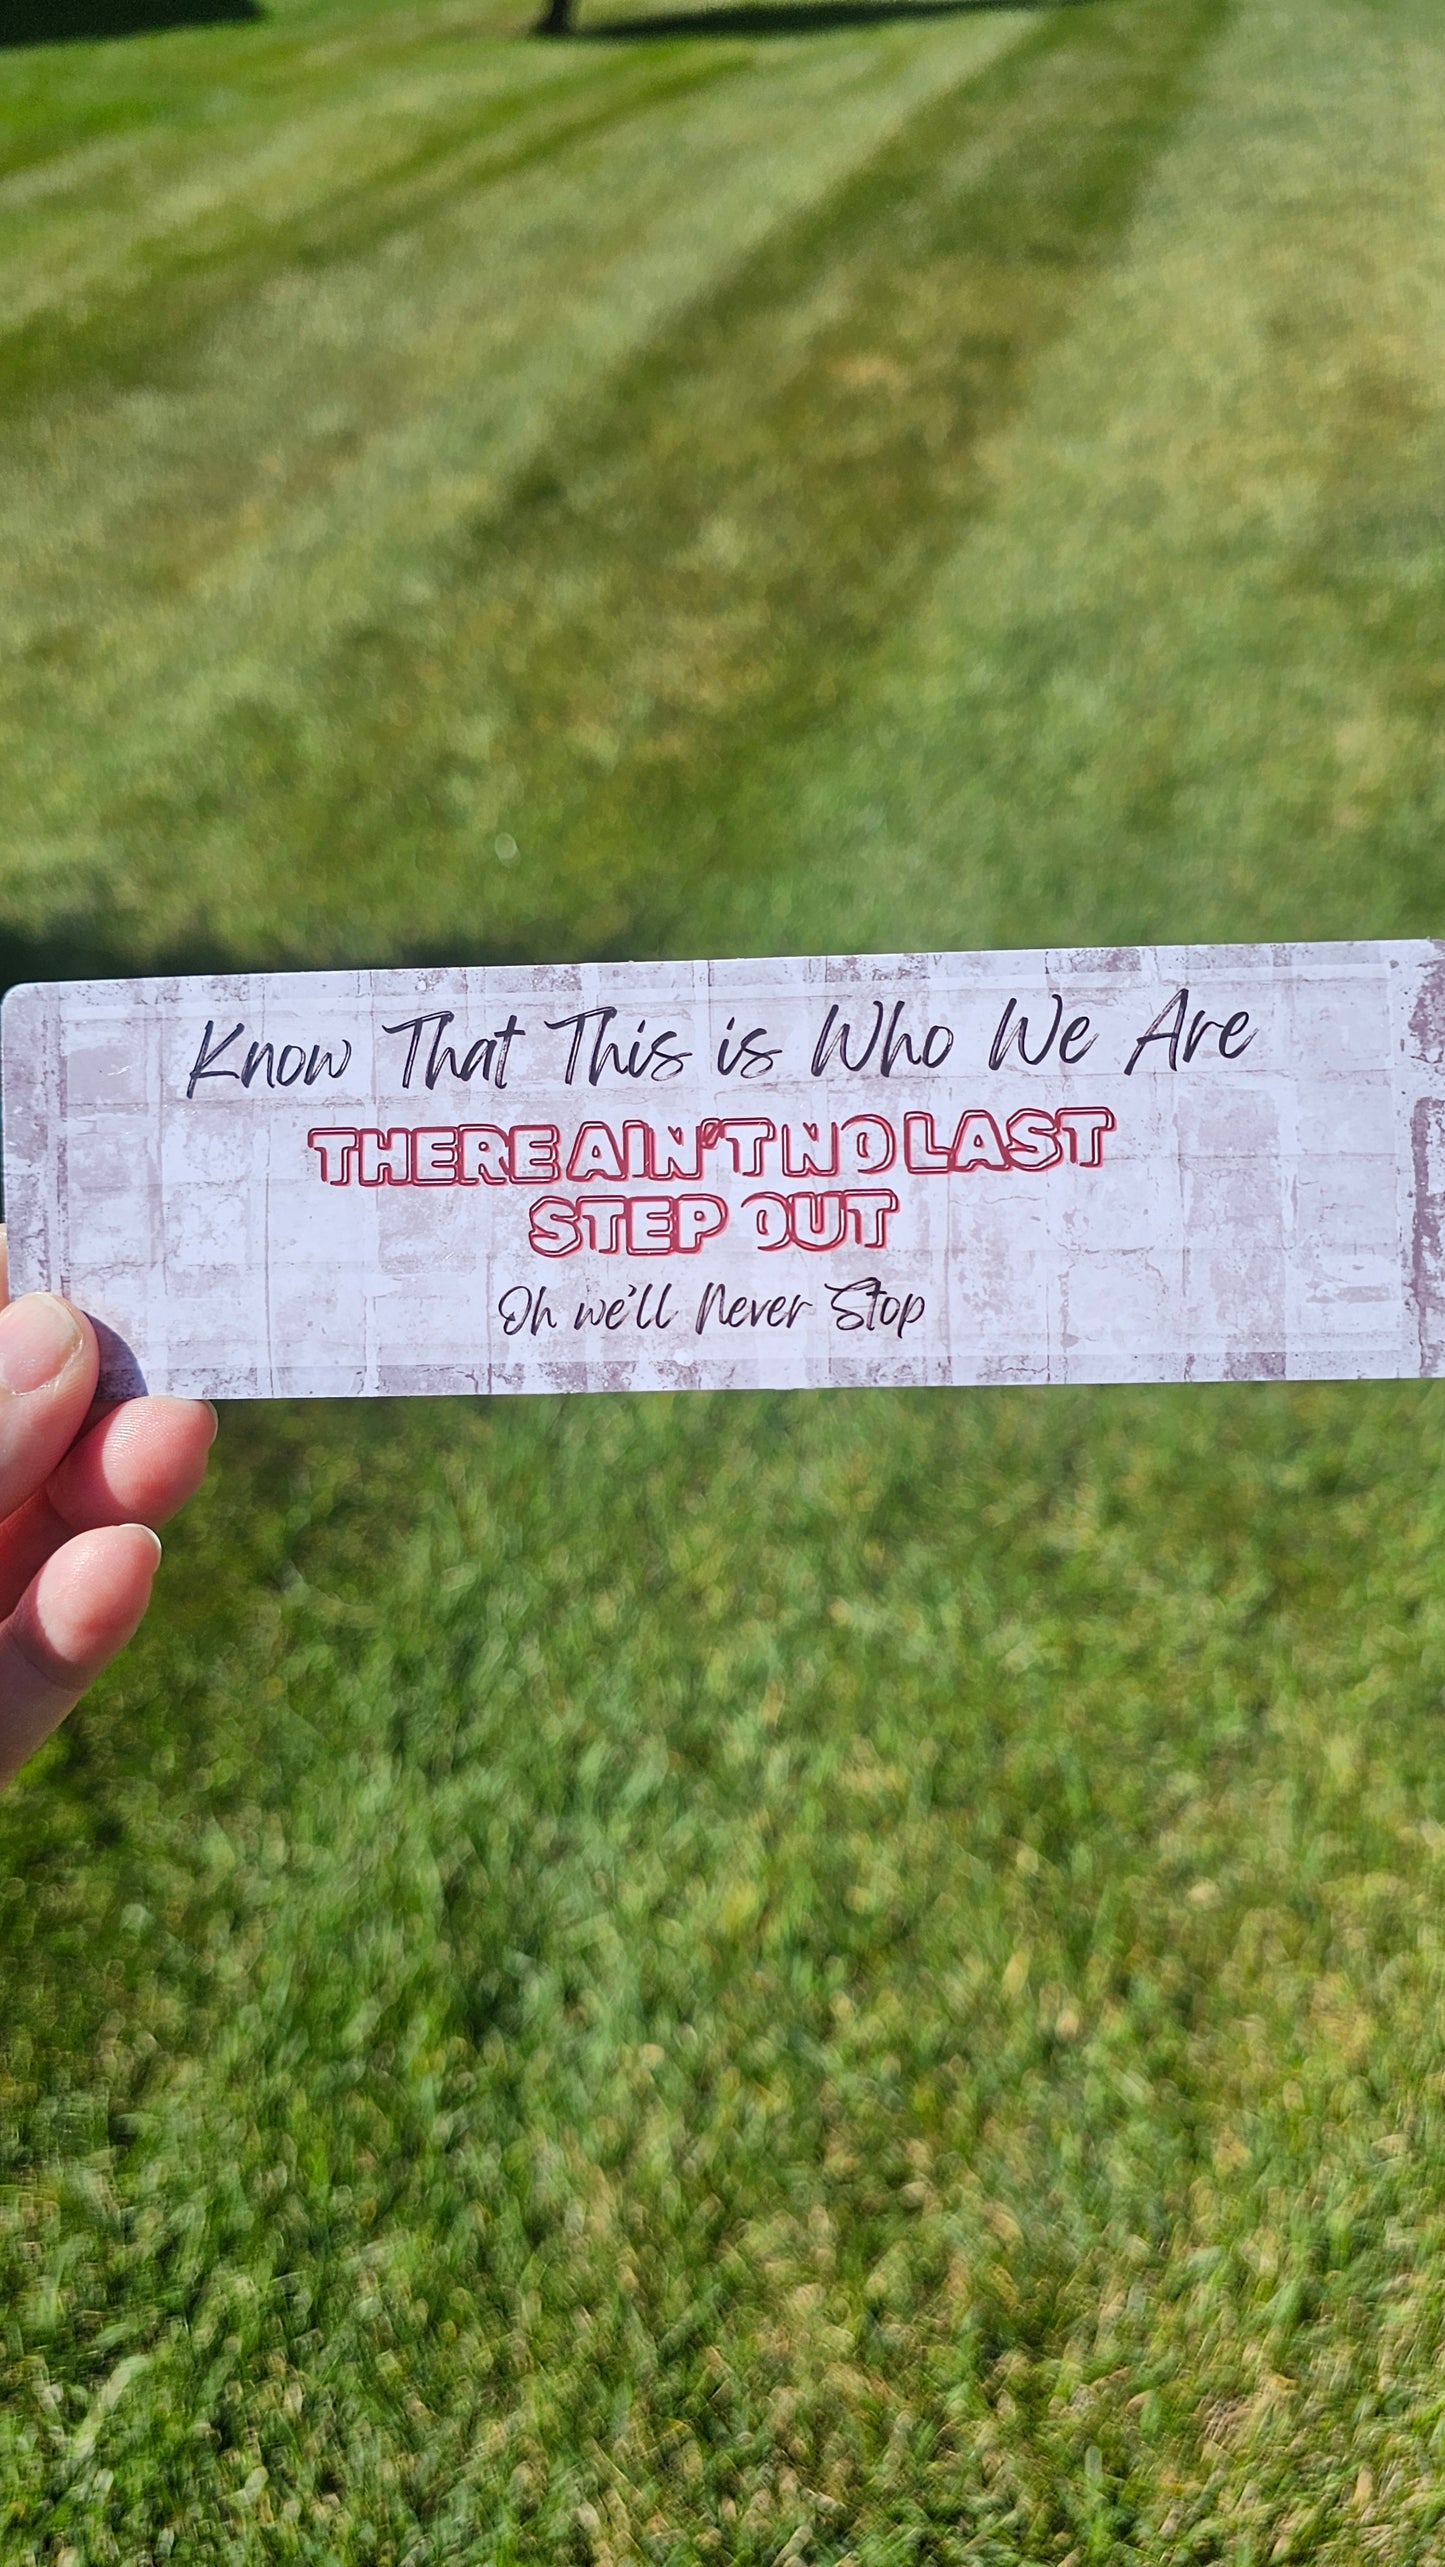 Know That This is Who We Are
THERE AIN'T NO LAST
STEP OUT
Oh we'll Never Stop